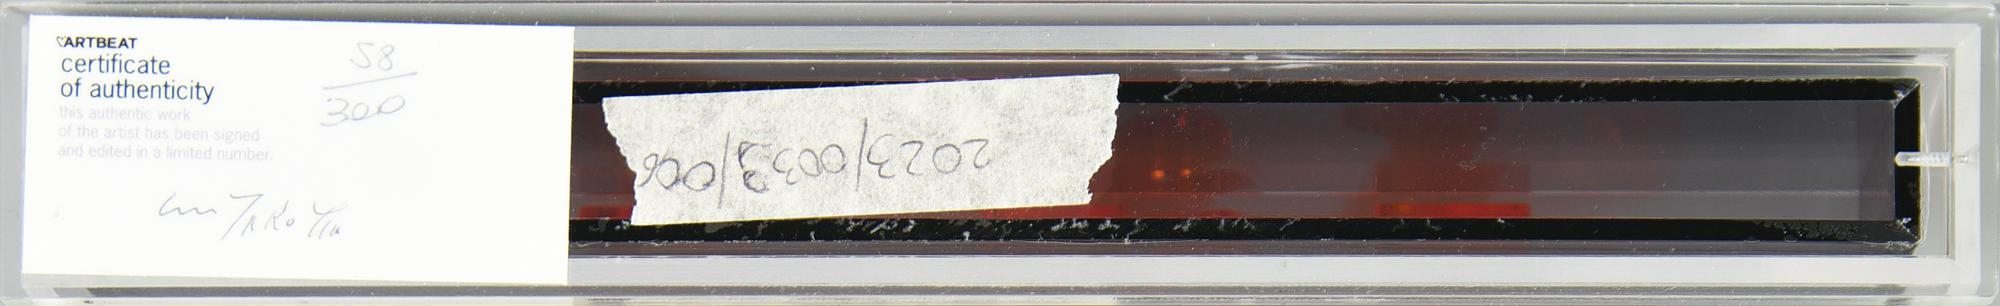 ARTBEAT
certificate
of authenticity
this authentic work
of the artist has been signed
and edited in a limited number.
58
300
2023/0033/006